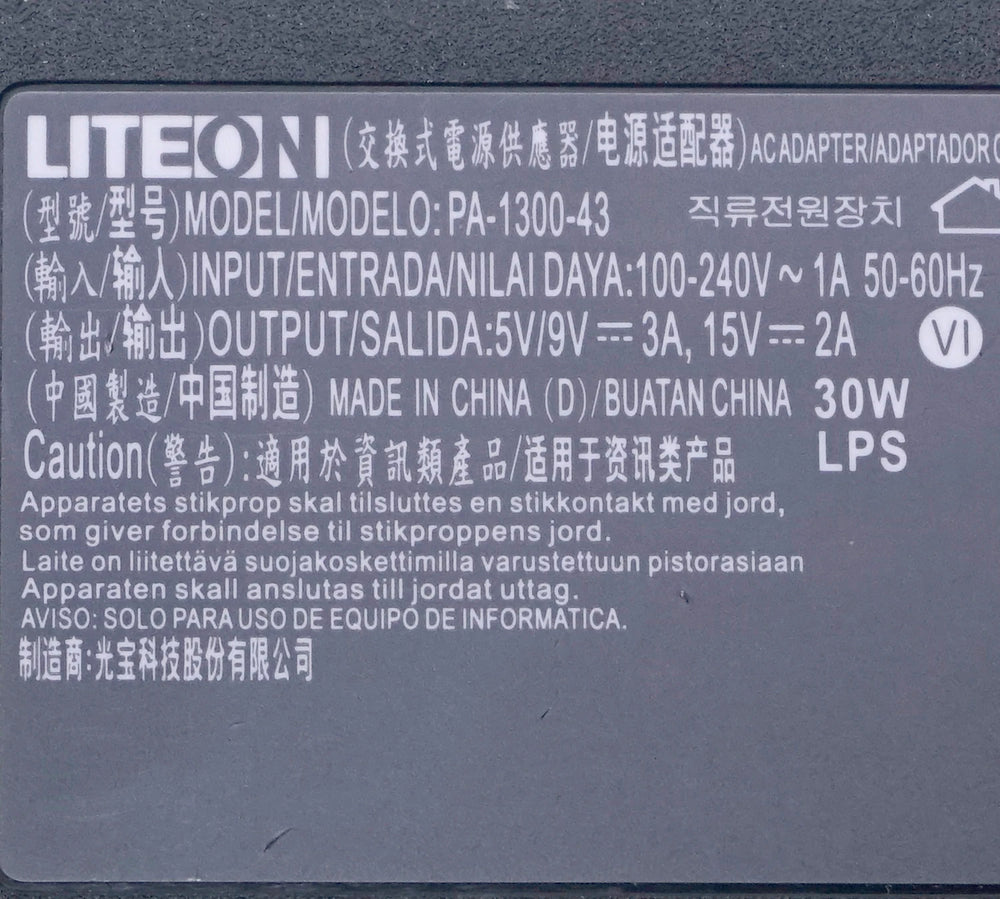 LITEON (交換式電源供應器/电源适配器) AC ADAPTER/ADAPTADOR
(型號/型号) MODEL/MODELO: PA-1300-43 직류전원장치
(輸入/输入) INPUT/ENTRADA/NILAI DAYA:100-240V ~ 1A 50-60Hz
(輸出/输出) OUTPUT/SALIDA:5V/9V⎓3A, 15V⎓2A VI
(中國製造/中国制造) MADE IN CHINA (D)/BUATAN CHINA 30W
Caution(警告):適用於資訊類產品/适用于资讯类产品 LPS
Apparatets stikprop skal tilsluttes en stikkontakt med jord,
som giver forbindelse til stikproppens jord.
Laite on liitettävä suojakoskettimilla varustettuun pistorasiaan
Apparaten skall anslutas till jordat uttag.
AVISO: SOLO PARA USO DE EQUIPO DE INFORMÁTICA.
制造商:光宝科技股份有限公司